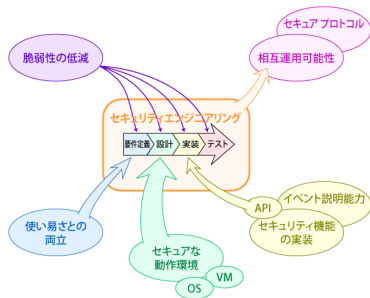 セキュア プロトコル
相互運用可能性
脆弱性の低減
セキュリティエンジニアリング
要件定義 設計 実装 テスト
使い易さとの
両立
セキュアな
動作環境
OS
VM
API
イベント説明能力
セキュリティ機能
の実装